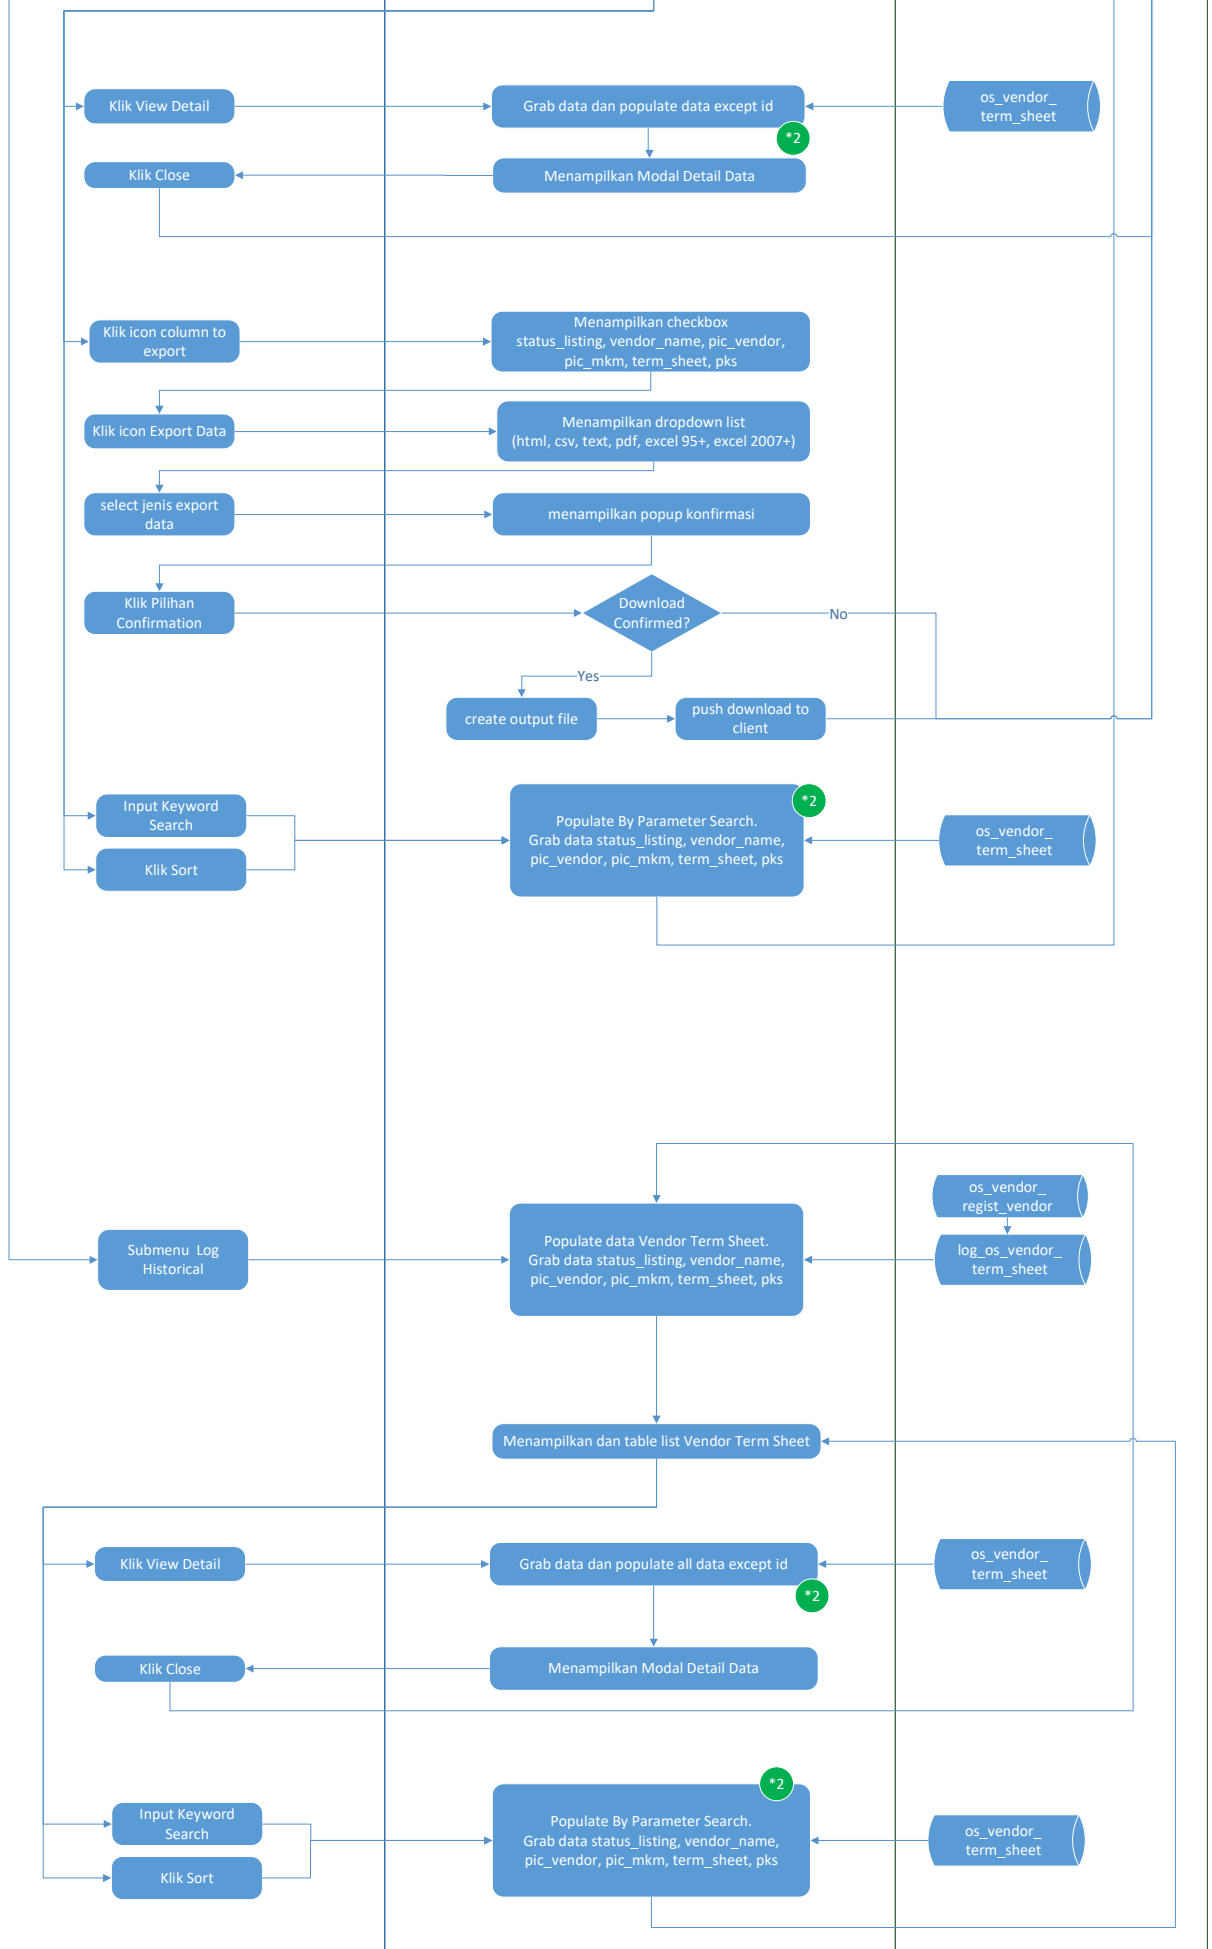 Klik View Detail
Grab data dan populate data except id
os_vendor_
term_sheet
*2
Klik Close
Menampilkan Modal Detail Data
Klik icon column to
export
Menampilkan checkbox
status_listing, vendor_name, pic_vendor,
pic_mkm, term_sheet, pks
Klik icon Export Data
Menampilkan dropdown list
(html, csv, text, pdf, excel 95+, excel 2007+)
select jenis export
data
menampilkan popup konfirmasi
Klik Pilihan
Confirmation
Download
Confirmed?
No
Yes
create output file
push download to
client
Input Keyword
Search
Klik Sort
*2
Populate By Parameter Search.
Grab data status_listing, vendor_name,
pic_vendor, pic_mkm, term_sheet, pks
os_vendor_
term_sheet
os_vendor_
regist_vendor
Submenu  Log
Historical
Populate data Vendor Term Sheet.
Grab data status_listing, vendor_name,
pic_vendor, pic_mkm, term_sheet, pks
log_os_vendor_
term_sheet
Menampilkan dan table list Vendor Term Sheet
Klik View Detail
Grab data dan populate all data except id
os_vendor_
term_sheet
*2
Klik Close
Menampilkan Modal Detail Data
*2
Input Keyword
Search
Klik Sort
Populate By Parameter Search.
Grab data status_listing, vendor_name,
pic_vendor, pic_mkm, term_sheet, pks
os_vendor_
term_sheet